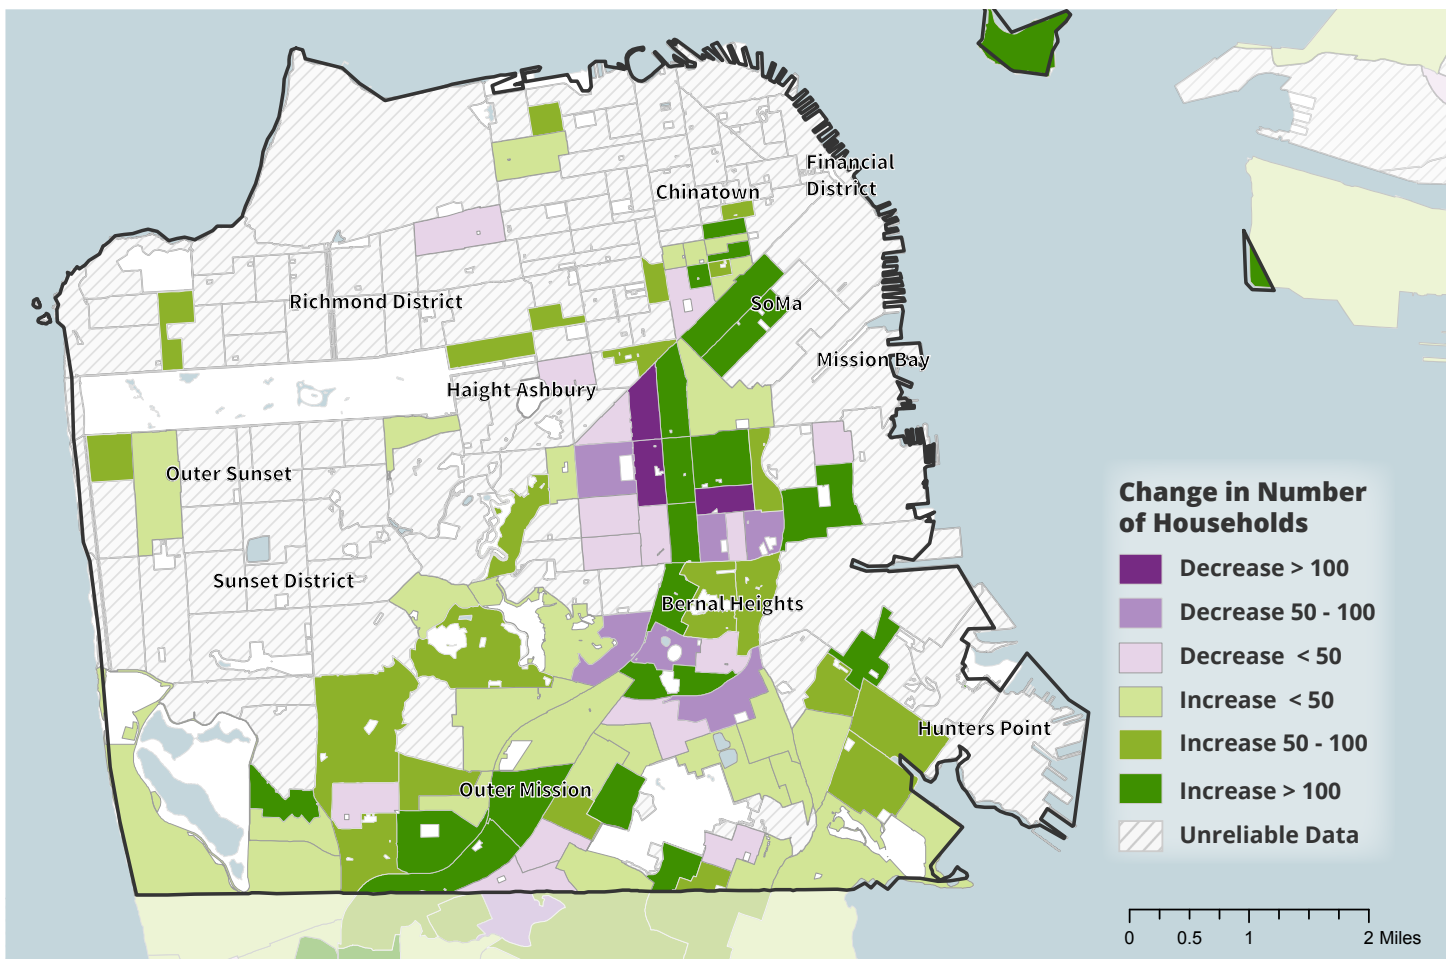 Financial
District
Chinatown
Richmond District
SoMa
Mission Bay
Haight Ashbury
Outer Sunset
Sunset District
Bernal Heights
Hunters Point
Outer Mission
Change in Number
of Households
Decrease > 100
Decrease 50 - 100
Decrease < 50
Increase < 50
Increase 50 - 100
Increase > 100
Unreliable Data
0 0.5 1 2 Miles